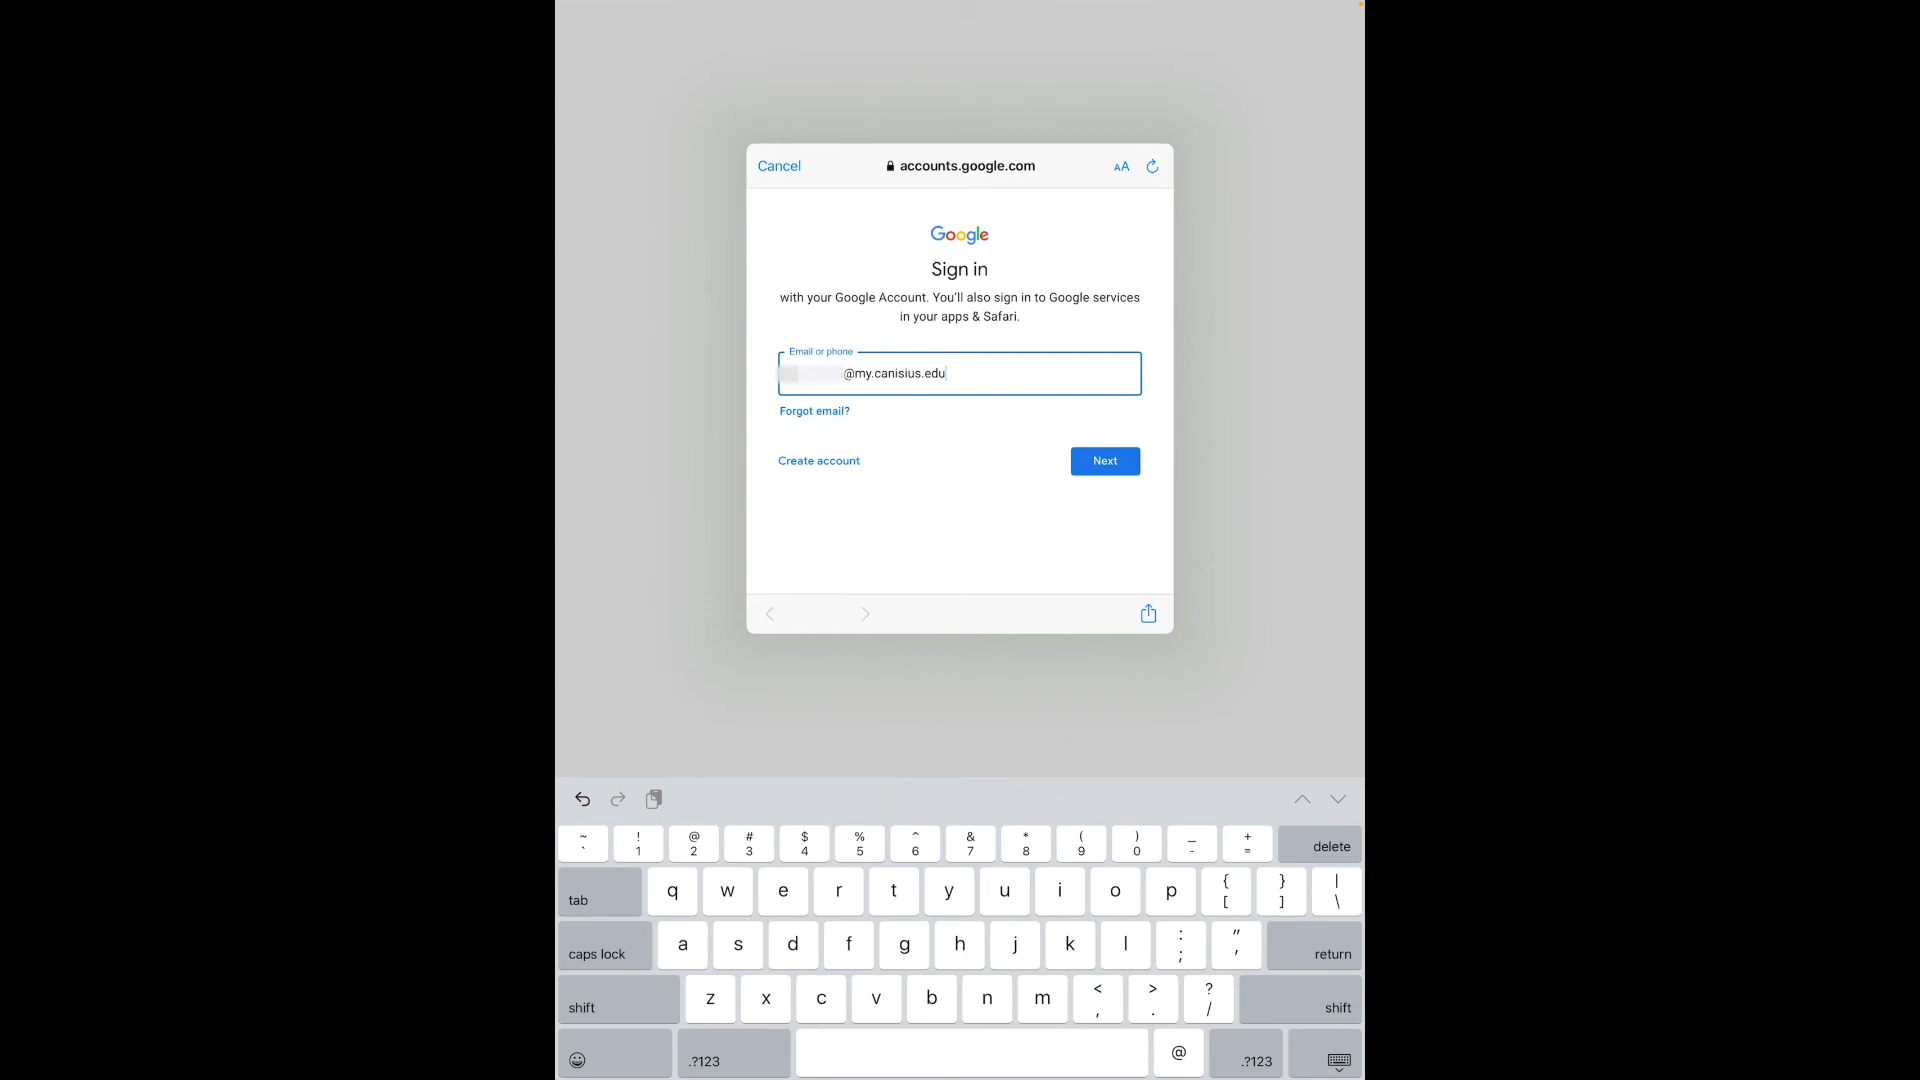 Cancel
accounts.google.com
AA
Google
Sign in
with your Google Account. You'll also sign in to Google services
in your apps & Safari.
Email or phone
@my.canisius.edu
Forgot email?
Create account
Next
~ ! @ # $ % ^ & * ( ) _ +
` 1 2 3 4 5 6 7 8 9 0 - = delete
tab q w e r t y u i o p { [ } ] | \
caps lock a s d f g h j k l : ; " ' return
shift z x c v b n m < , > . ? / shift
.?123 @ .?123